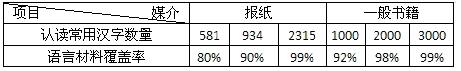 项目 媒介 报纸 一般书籍
认读常用汉字数量 581 934 2315 1000 2000 3000
语言材料覆盖率 80% 90% 99% 92% 98% 99%